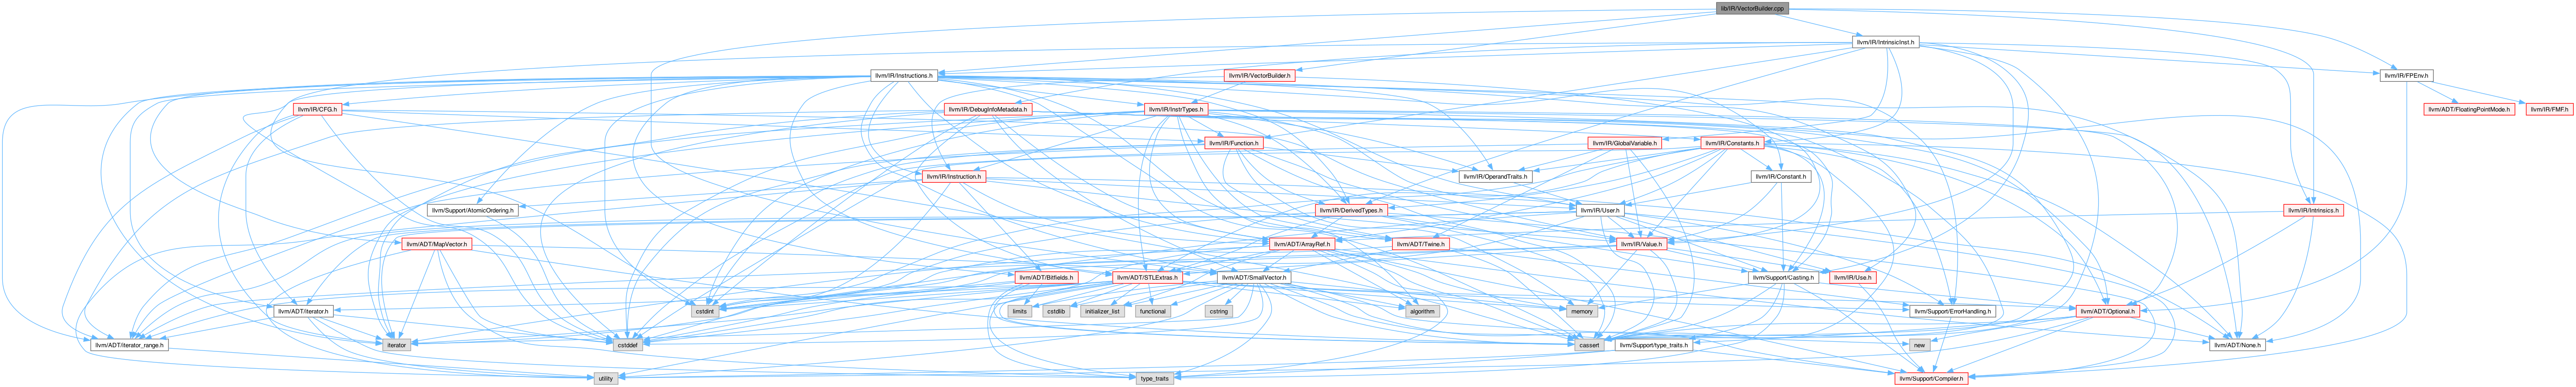 lib/IR/VectorBuilder.cpp
llvm/IR/IntrinsicInst.h
llvm/IR/Instructions.h
llvm/IR/VectorBuilder.h
llvm/IR/FPEnv.h
llvm/IR/CFG.h
llvm/IR/DebugInfoMetadata.h
llvm/IR/InstrTypes.h
llvm/ADT/FloatingPointMode.h
llvm/IR/FMF.h
llvm/IR/Function.h
llvm/IR/GlobalVariable.h
llvm/IR/Constants.h
llvm/IR/Instruction.h
llvm/IR/OperandTraits.h
llvm/IR/Constant.h
llvm/Support/AtomicOrdering.h
llvm/IR/DerivedTypes.h
llvm/IR/User.h
llvm/IR/Intrinsics.h
llvm/ADT/MapVector.h
llvm/ADT/ArrayRef.h
llvm/ADT/Twine.h
llvm/IR/Value.h
llvm/ADT/Bitfields.h
llvm/ADT/STLExtras.h
llvm/ADT/SmallVector.h
llvm/Support/Casting.h
llvm/IR/Use.h
llvm/ADT/iterator.h
cstdint
limits
cstdlib
initializer_list
functional
cstring
algorithm
memory
llvm/Support/ErrorHandling.h
llvm/ADT/Optional.h
llvm/ADT/iterator_range.h
iterator
cstddef
cassert
llvm/Support/type_traits.h
new
llvm/ADT/None.h
utility
type_traits
llvm/Support/Compiler.h